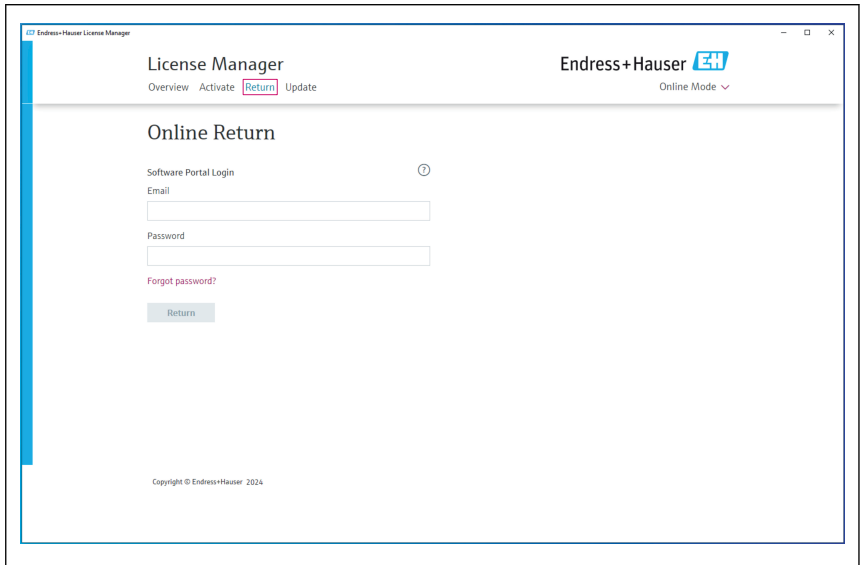 Endress+Hauser License Manager
License Manager
Endress+Hauser EH
Overview Activate Return Update
Online Mode
Online Return
Software Portal Login ?
Email
Password
Forgot password?
Return
Copyright © Endress+Hauser 2024